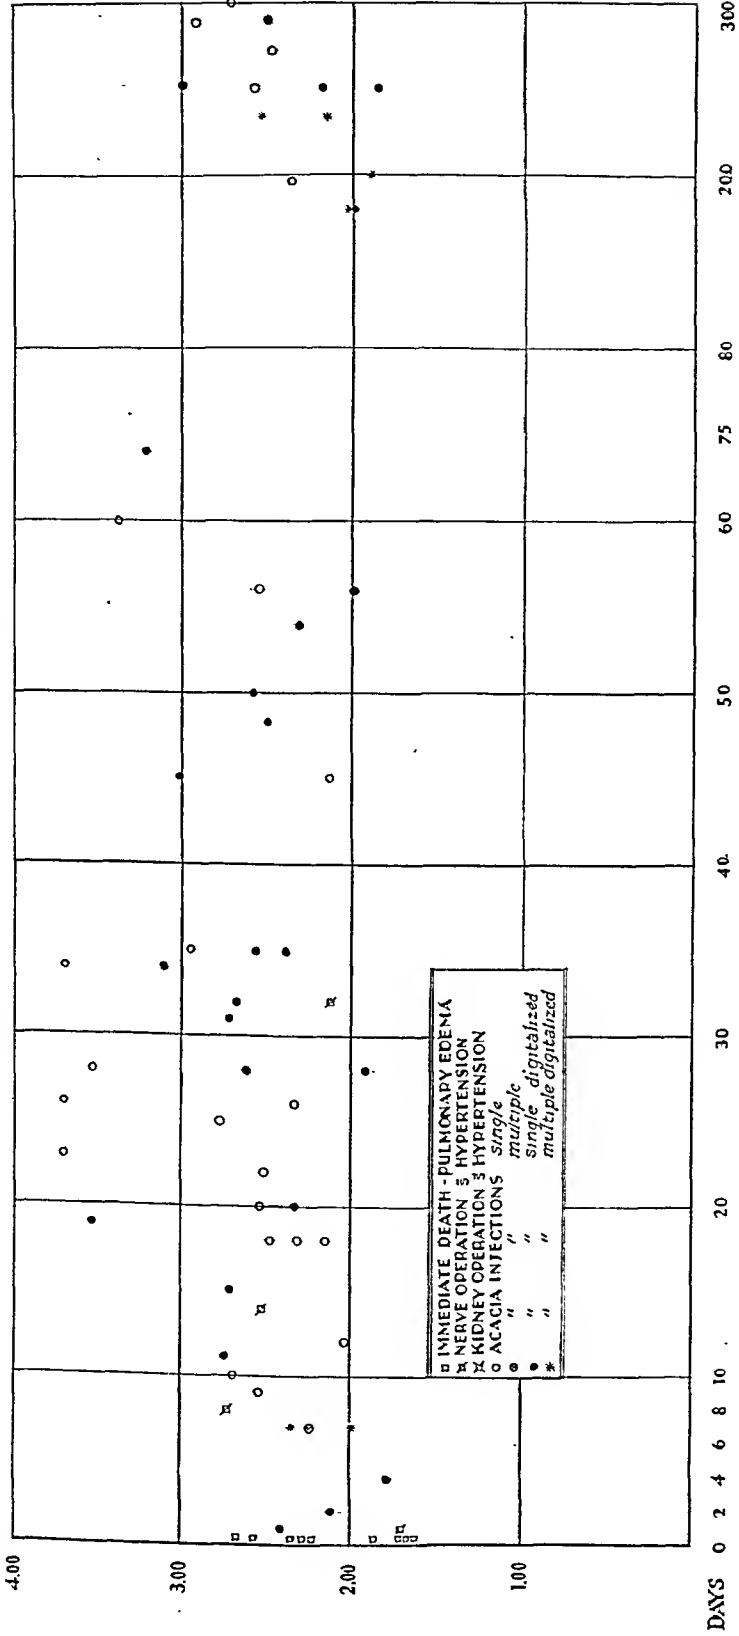 4.00
3.00
2.00
1.00
DAYS 0 2 4 6 8 10 20 30 40 50 60 75 80 200 300
IMMEDIATE DEATH - PULMONARY EDEMA
NERVE OPERATION s̄ HYPERTENSION
KIDNEY OPERATION s̄ HYPERTENSION
ACACIA INJECTIONS single
" " multiple
" " single digitalized
" " multiple digitalized